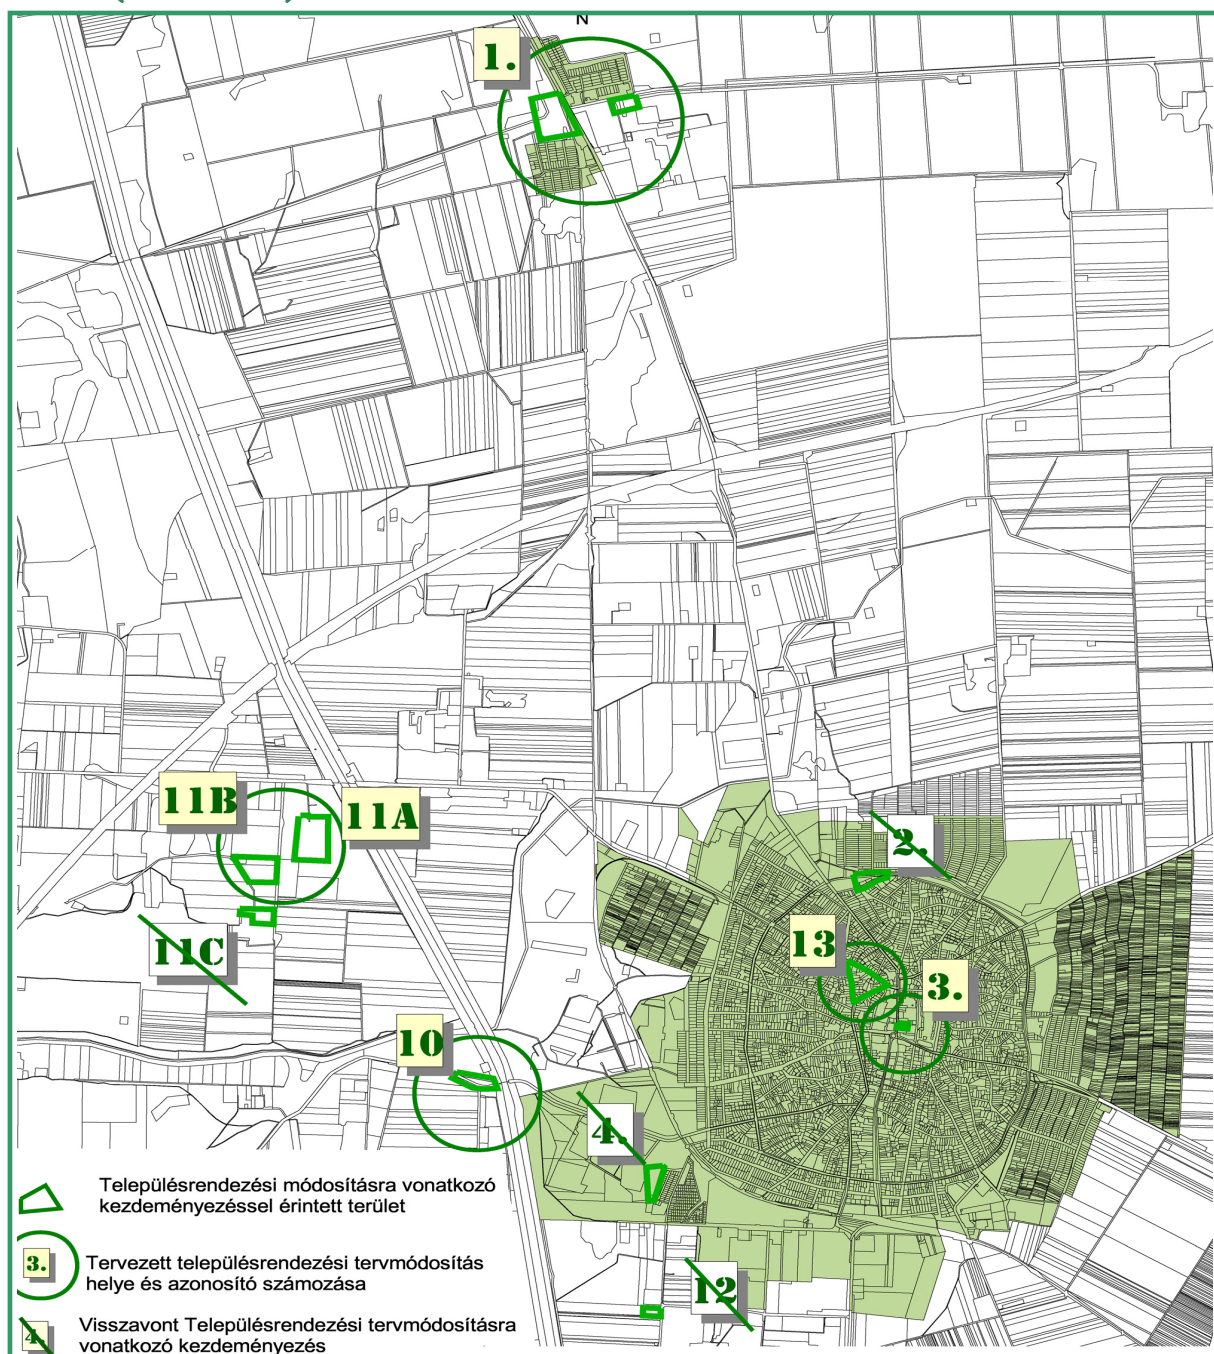 N
1.
11B
11A
2.
13
3.
11C
10
4.
12
Településrendezési módosításra vonatkozó
kezdeményezéssel érintett terület
3.
Tervezett településrendezési tervmódosítás
helye és azonosító számozása
4.
Visszavont Településrendezési tervmódosításra
vonatkozó kezdeményezés